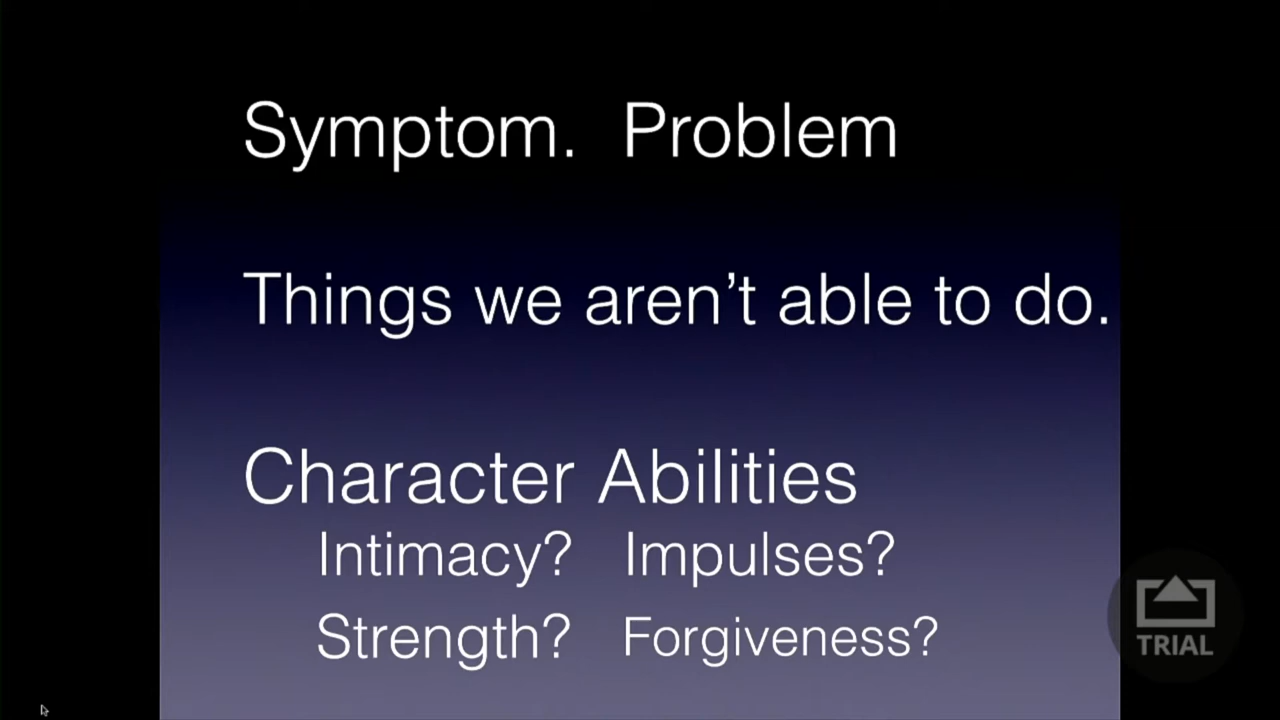 Symptom.  Problem
Things we aren't able to do.
Character Abilities
Intimacy?  Impulses?
Strength?  Forgiveness?
TRIAL